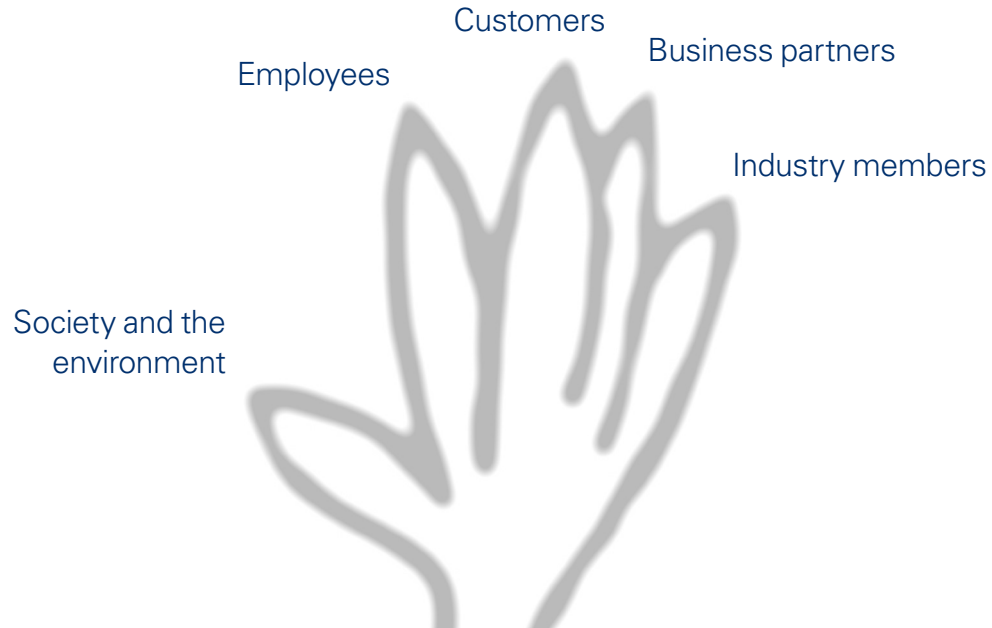 Customers
Business partners
Employees
Industry members
Society and the
environment